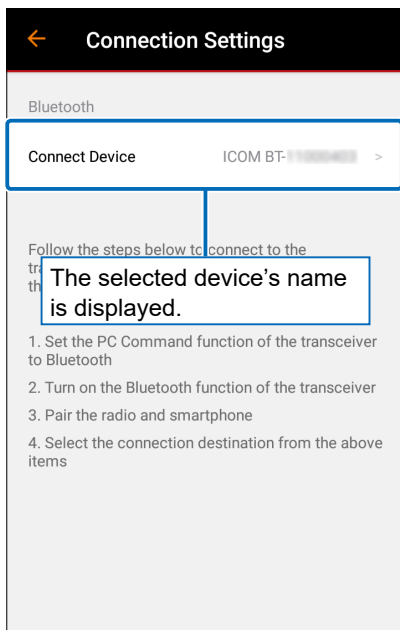 Connection Settings
Bluetooth
Connect Device ICOM BT- >
Follow the steps below to connect to the
The selected device's name
is displayed.
1. Set the PC Command function of the transceiver
to Bluetooth
2. Turn on the Bluetooth function of the transceiver
3. Pair the radio and smartphone
4. Select the connection destination from the above
items